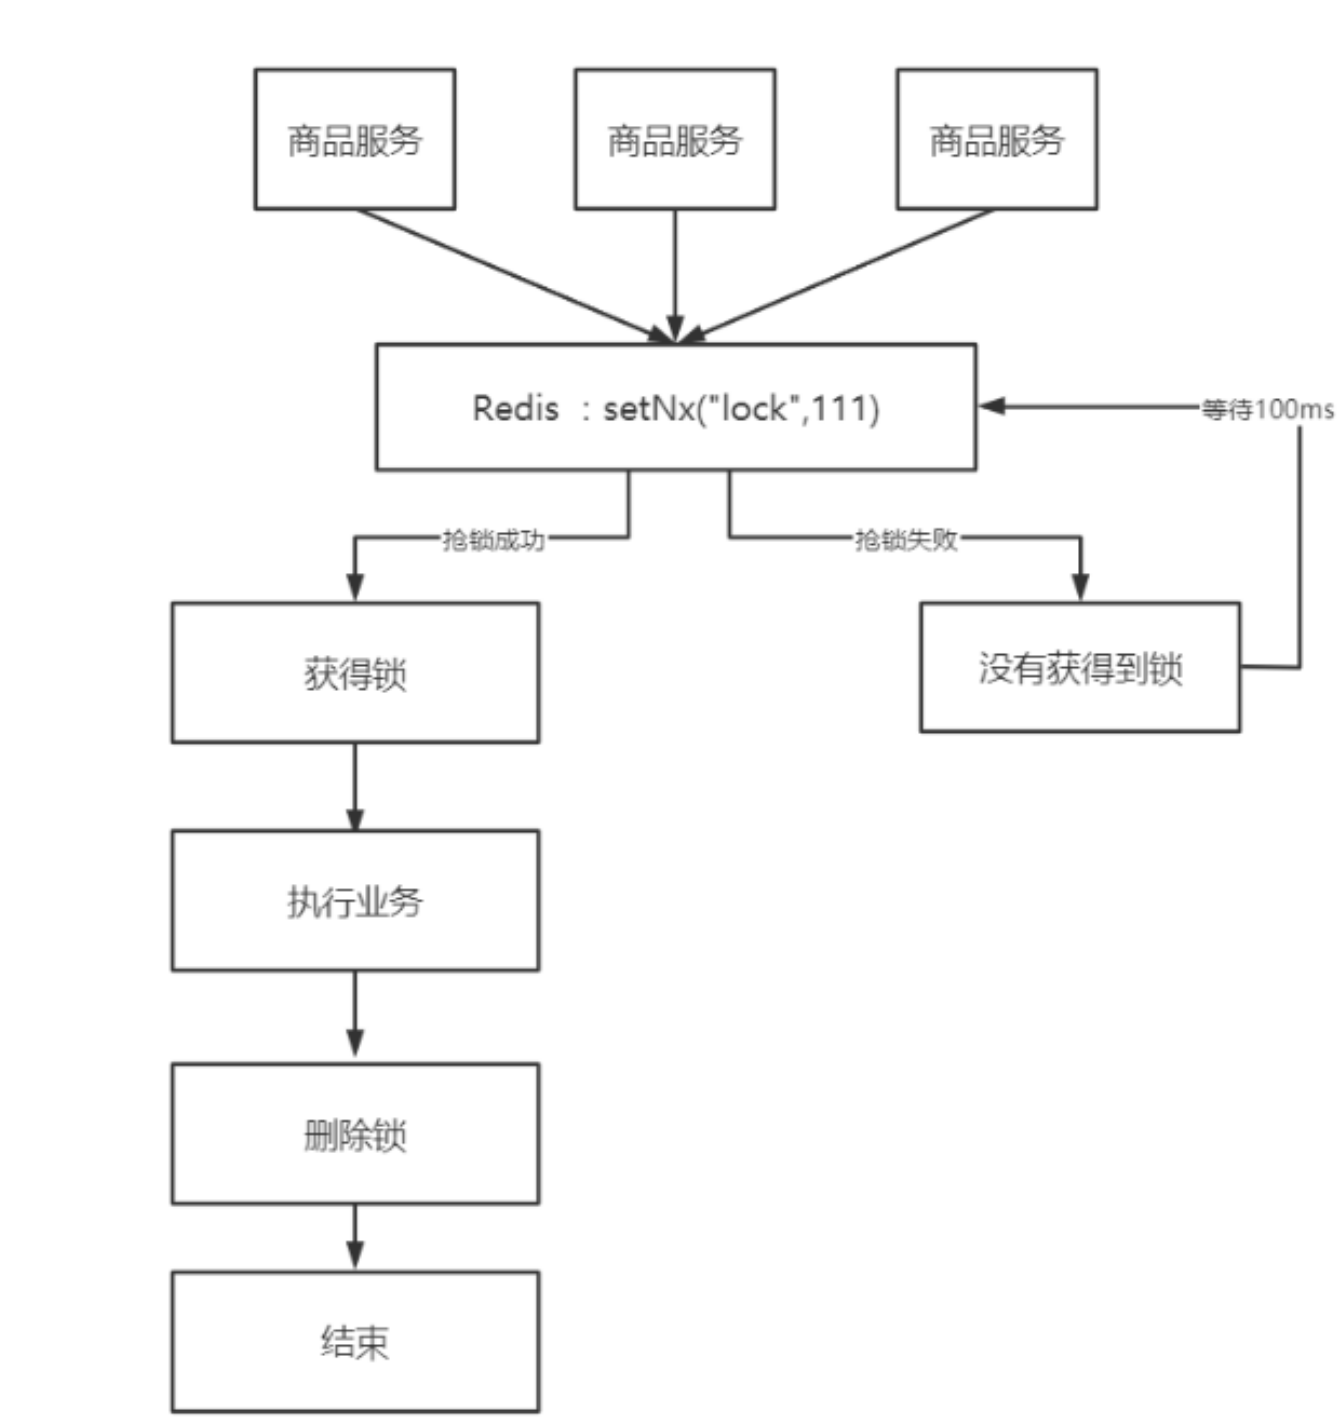 商品服务
商品服务
商品服务
Redis : setNx("lock",111)
等待100ms
抢锁成功
抢锁失败
获得锁
没有获得到锁
执行业务
删除锁
结束